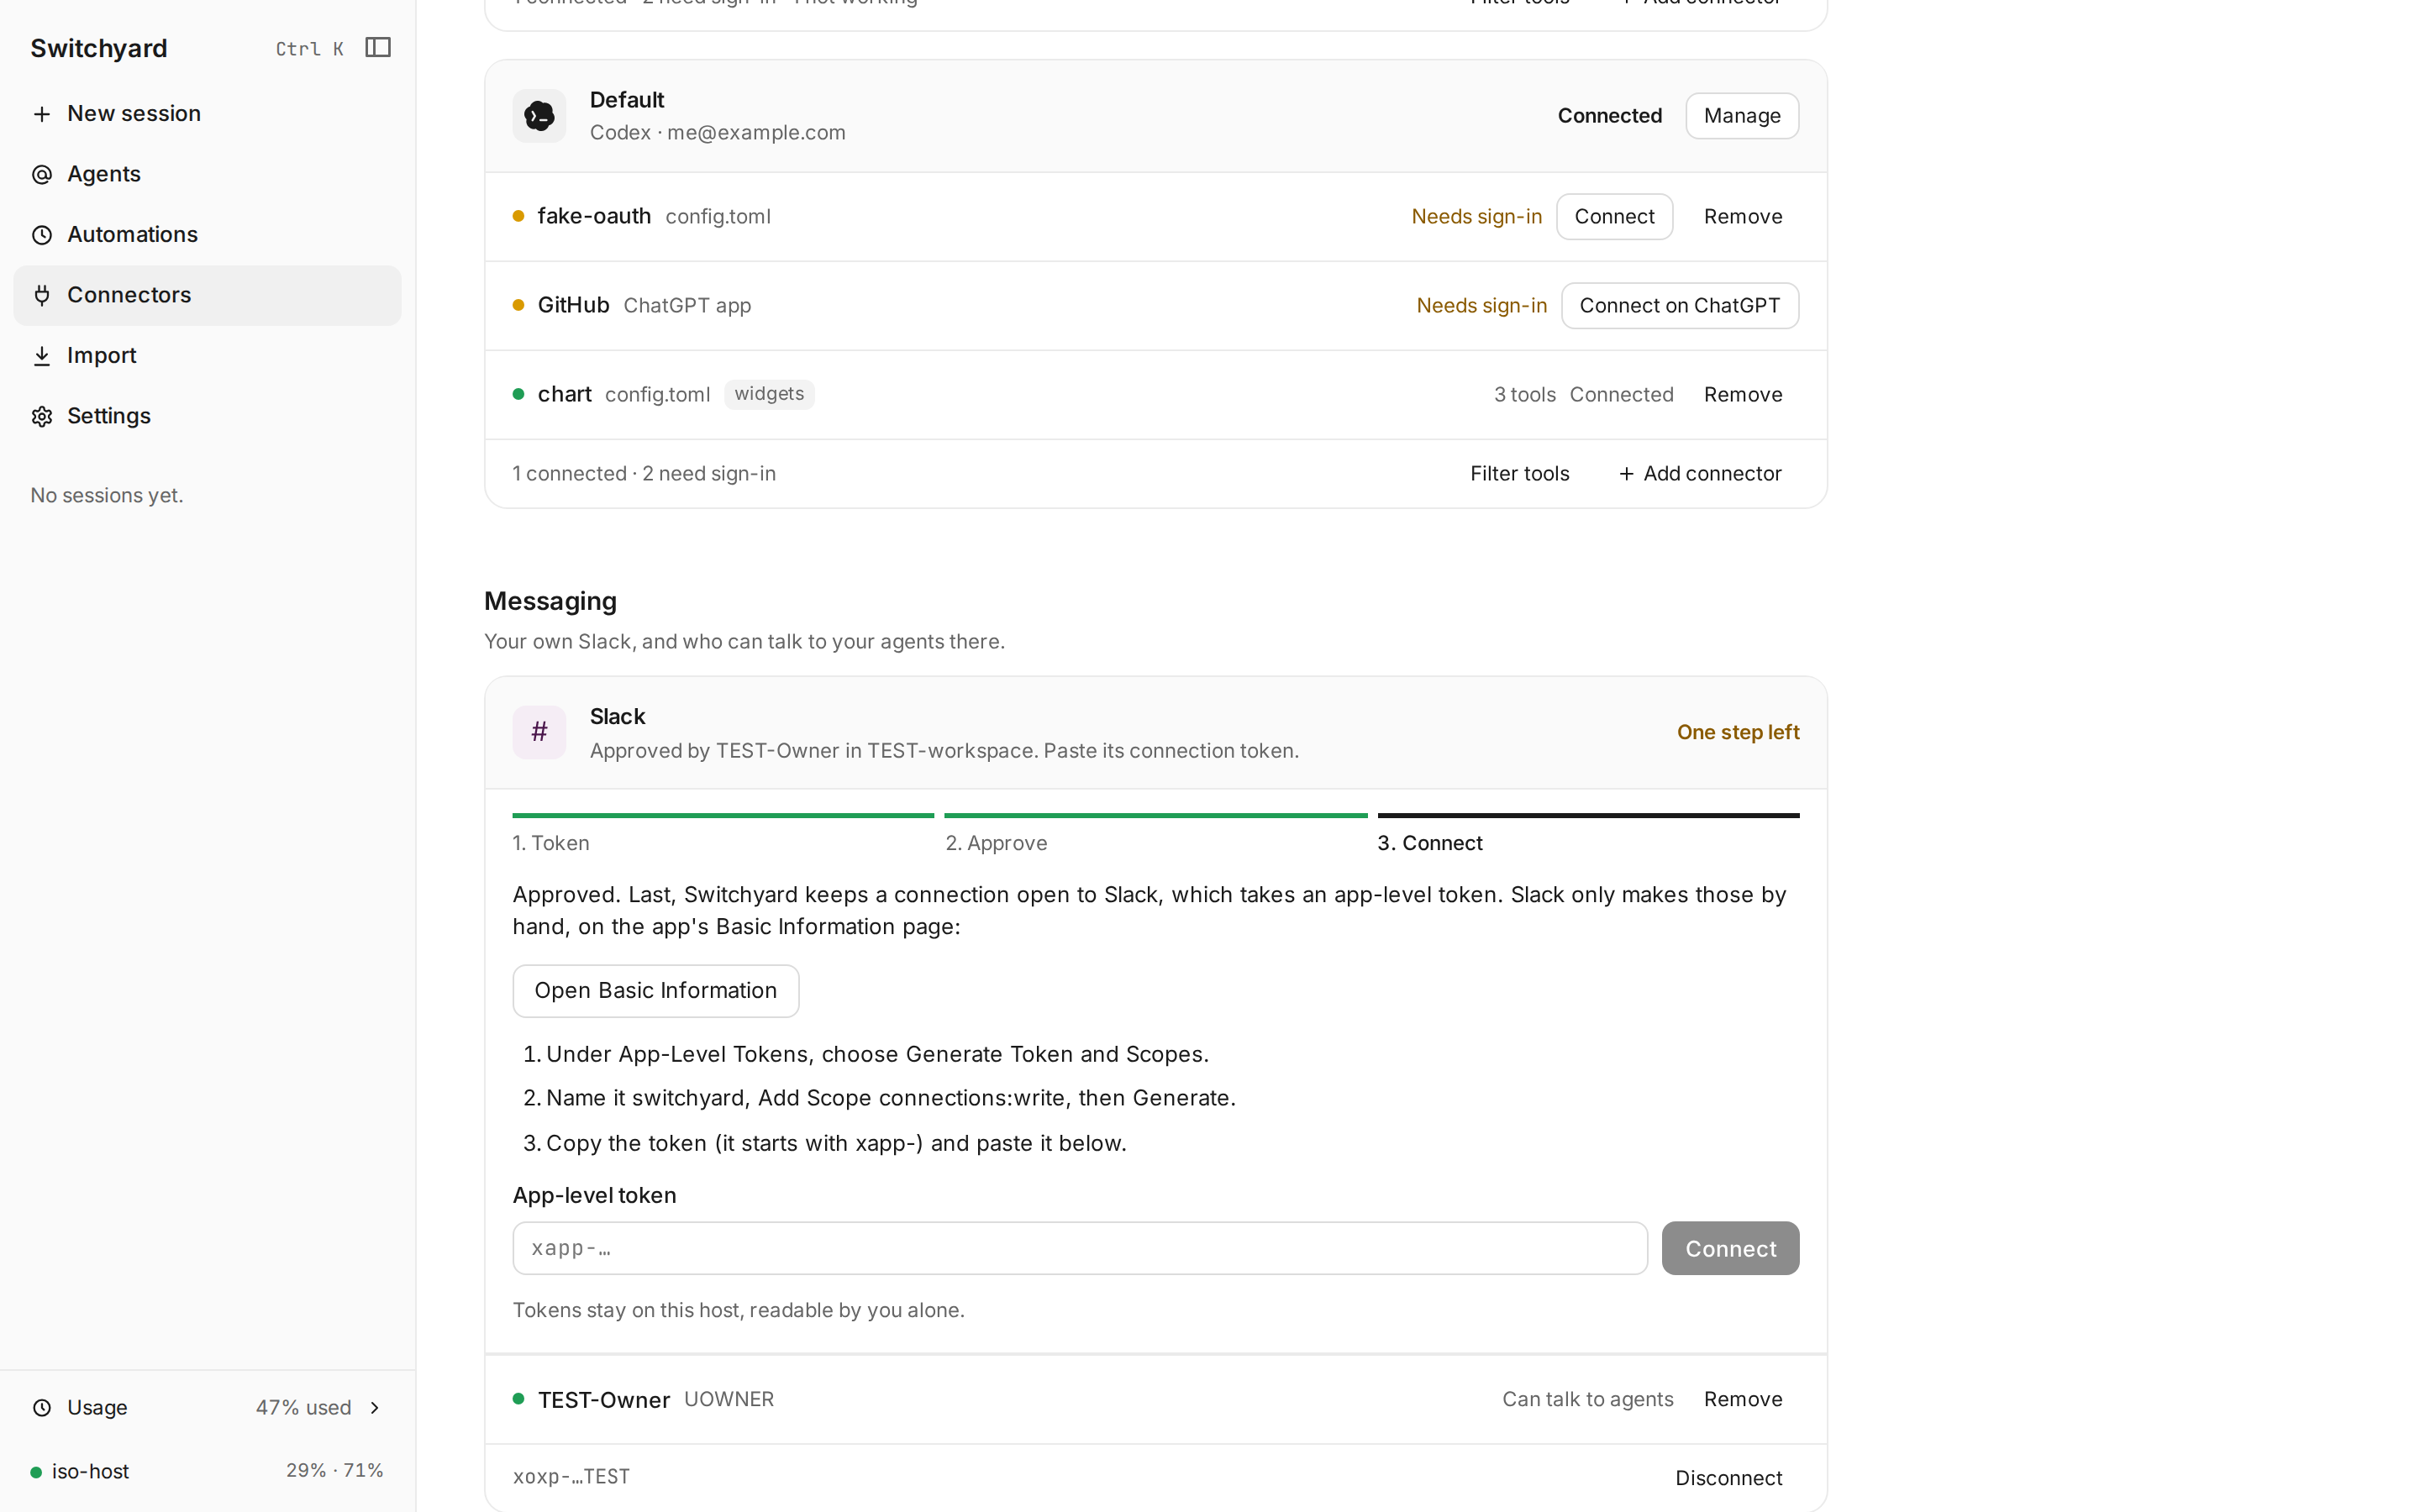 Switchyard
Ctrl K
New session
Agents
Automations
Connectors
Import
Settings
No sessions yet.
Usage
47% used
iso-host
29% · 71%
Default
Codex · me@example.com
Connected
Manage
fake-oauth config.toml
Needs sign-in
Connect
Remove
GitHub ChatGPT app
Needs sign-in
Connect on ChatGPT
chart config.toml widgets
3 tools Connected
Remove
1 connected · 2 need sign-in
Filter tools
+ Add connector
Messaging
Your own Slack, and who can talk to your agents there.
#
Slack
Approved by TEST-Owner in TEST-workspace. Paste its connection token.
One step left
1. Token
2. Approve
3. Connect
Approved. Last, Switchyard keeps a connection open to Slack, which takes an app-level token. Slack only makes those by
hand, on the app's Basic Information page:
Open Basic Information
1. Under App-Level Tokens, choose Generate Token and Scopes.
2. Name it switchyard, Add Scope connections:write, then Generate.
3. Copy the token (it starts with xapp-) and paste it below.
App-level token
xapp-…
Connect
Tokens stay on this host, readable by you alone.
TEST-Owner UOWNER
Can talk to agents
Remove
xoxp-…TEST
Disconnect